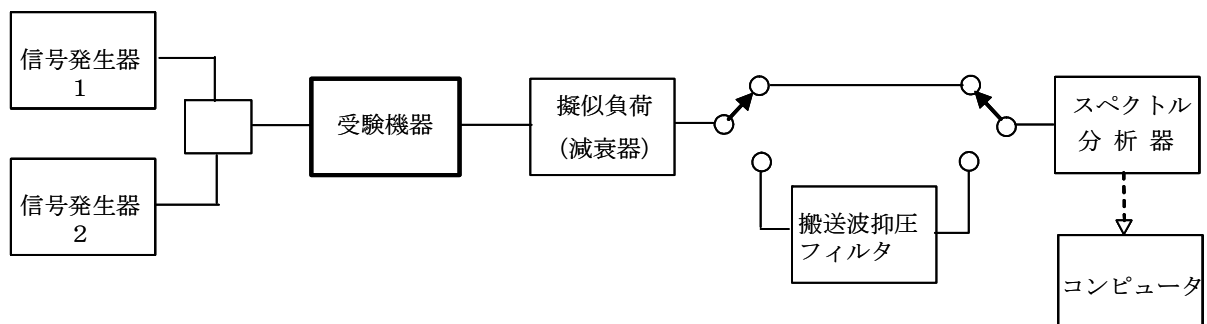 信号発生器
1
信号発生器
2
受験機器
擬似負荷
(減衰器)
搬送波抑圧
フィルタ
スペクトル
分析器
コンピュータ